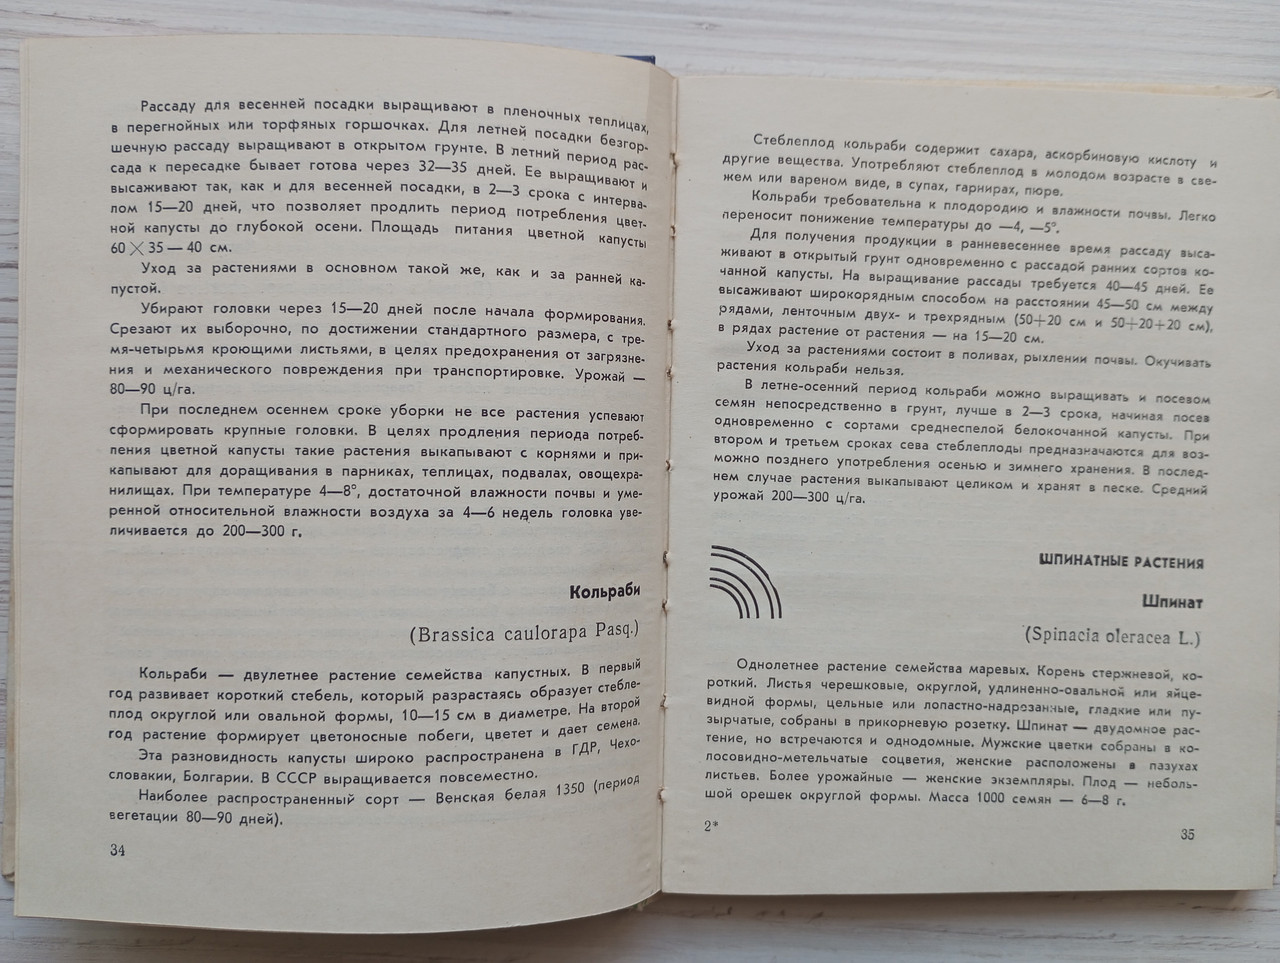 Рассаду для весенней посадки выращивают в пленочных теплицах,
в перегнойных или торфяных горшочках. Для летней посадки безгор-
шечную рассаду выращивают в открытом грунте. В летний период рас-
сада к пересадке бывает готова через 32—35 дней. Ее выращивают и
высаживают так, как и для весенней посадки, в 2—3 срока с интерва-
лом 15—20 дней, что позволяет продлить период потребления цвет-
ной капусты до глубокой осени. Площадь питания цветной капусты
60×35—40 см.
Уход за растениями в основном такой же, как и за ранней ка-
пустой.
Убирают головки через 15—20 дней после начала формирования.
Срезают их выборочно, по достижении стандартного размера, с тре-
мя-четырьмя кроющими листьями, в целях предохранения от загрязне-
ния и механического повреждения при транспортировке. Урожай —
80—90 ц/га.
При последнем осеннем сроке уборки не все растения успевают
сформировать крупные головки. В целях продления периода потреб-
ления цветной капусты такие растения выкапывают с корнями и при-
капывают для доращивания в парниках, теплицах, подвалах, овощехра-
нилищах. При температуре 4—8°, достаточной влажности почвы и уме-
ренной относительной влажности воздуха за 4—6 недель головка уве-
личивается до 200—300 г.
Кольраби
(Brassica caulorapa Pasq.)
Кольраби — двулетнее растение семейства капустных. В первый
год развивает короткий стебель, который разрастаясь образует стебле-
плод округлой или овальной формы, 10—15 см в диаметре. На второй
год растение формирует цветоносные побеги, цветет и дает семена.
Эта разновидность капусты широко распространена в ГДР, Чехо-
словакии, Болгарии. В СССР выращивается повсеместно.
Наиболее распространенный сорт — Венская белая 1350 (период
вегетации 80—90 дней).
34
Стеблеплод кольраби содержит сахара, аскорбиновую кислоту и
другие вещества. Употребляют стеблеплод в молодом возрасте в све-
жем или вареном виде, в супах, гарнирах, пюре.
Кольраби требовательна к плодородию и влажности почвы. Легко
переносит понижение температуры до —4, —5°.
Для получения продукции в ранневесеннее время рассаду выса-
живают в открытый грунт одновременно с рассадой ранних сортов ко-
чанной капусты. На выращивание рассады требуется 40—45 дней. Ее
высаживают широкорядным способом на расстоянии 45—50 см между
рядами, ленточным двух- и трехрядным (50+20 см и 50+20+20 см),
в рядах растение от растения — на 15—20 см.
Уход за растениями состоит в поливах, рыхлении почвы. Окучивать
растения кольраби нельзя.
В летне-осенний период кольраби можно выращивать и посевом
семян непосредственно в грунт, лучше в 2—3 срока, начиная посев
одновременно с сортами среднеспелой белокочанной капусты. При
втором и третьем сроках сева стеблеплоды предназначаются для воз-
можно позднего употребления осенью и зимнего хранения. В послед-
нем случае растения выкапывают целиком и хранят в песке. Средний
урожай 200—300 ц/га.
ШПИНАТНЫЕ РАСТЕНИЯ
Шпинат
(Spinacia oleracea L.)
Однолетнее растение семейства маревых. Корень стержневой, ко-
роткий. Листья черешковые, округлой, удлиненно-овальной или яйце-
видной формы, цельные или лопастно-надрезанные, гладкие или пу-
зырчатые, собраны в прикорневую розетку. Шпинат — двудомное рас-
тение, но встречаются и однодомные. Мужские цветки собраны в ко-
лосовидно-метельчатые соцветия, женские расположены в пазухах
листьев. Более урожайные — женские экземпляры. Плод — неболь-
шой орешек округлой формы. Масса 1000 семян — 6—8 г.
2*
35